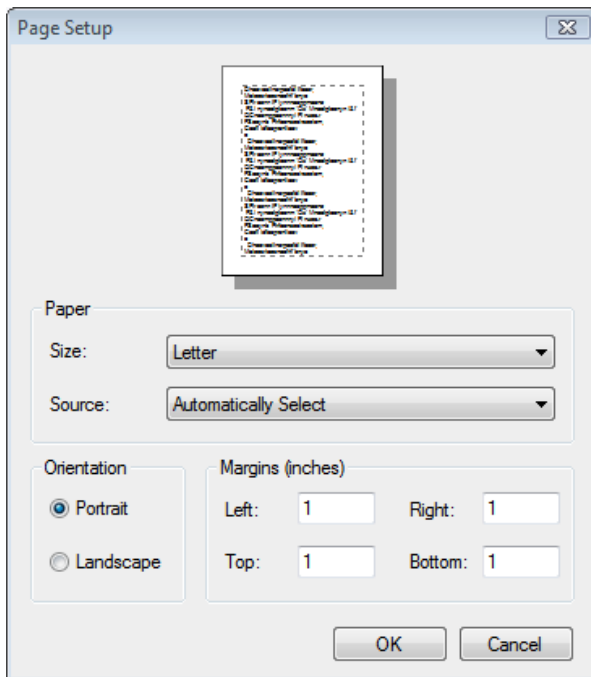 Page Setup
Paper
Size: Letter
Source: Automatically Select
Orientation
Margins (inches)
Portrait
Left: 1 Right: 1
Landscape
Top: 1 Bottom: 1
OK Cancel